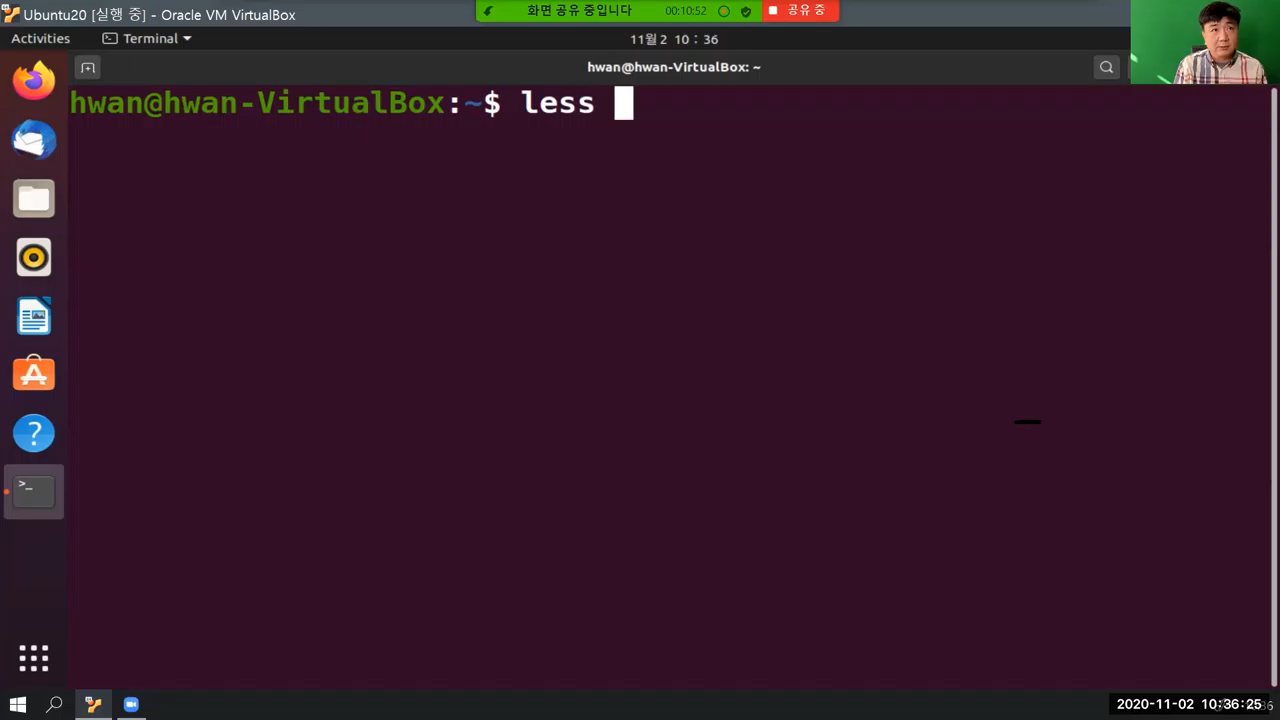 Ubuntu20 [실행 중] - Oracle VM VirtualBox
화면 공유 중입니다
00:10:52
공유 중
Activities
Terminal
11월 2 10 : 36
hwan@hwan-VirtualBox: ~
hwan@hwan-VirtualBox:~$ less
2020-11-02 10:36:25